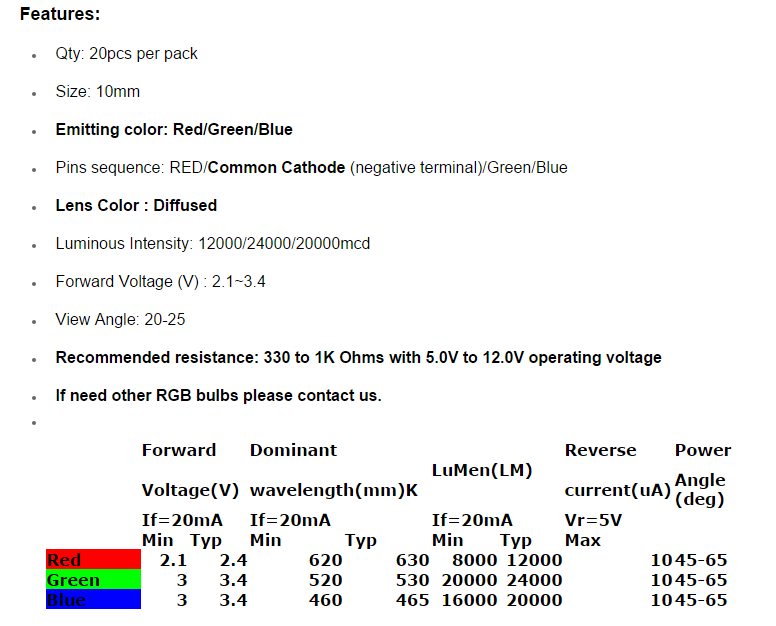 Features:
Qty: 20pcs per pack
Size: 10mm
Emitting color: Red/Green/Blue
Pins sequence: RED/Common Cathode (negative terminal)/Green/Blue
Lens Color : Diffused
Luminous Intensity: 12000/24000/20000mcd
Forward Voltage (V) : 2.1~3.4
View Angle: 20-25
Recommended resistance: 330 to 1K Ohms with 5.0V to 12.0V operating voltage
If need other RGB bulbs please contact us.
Forward Dominant Reverse Power
LuMen(LM)
Voltage(V) wavelength(mm)K current(uA) Angle
(deg)
If=20mA If=20mA If=20mA Vr=5V
Min Typ Min Typ Min Typ Max
Red 2.1 2.4 620 630 8000 12000 10 45-65
Green 3 3.4 520 530 20000 24000 10 45-65
Blue 3 3.4 460 465 16000 20000 10 45-65